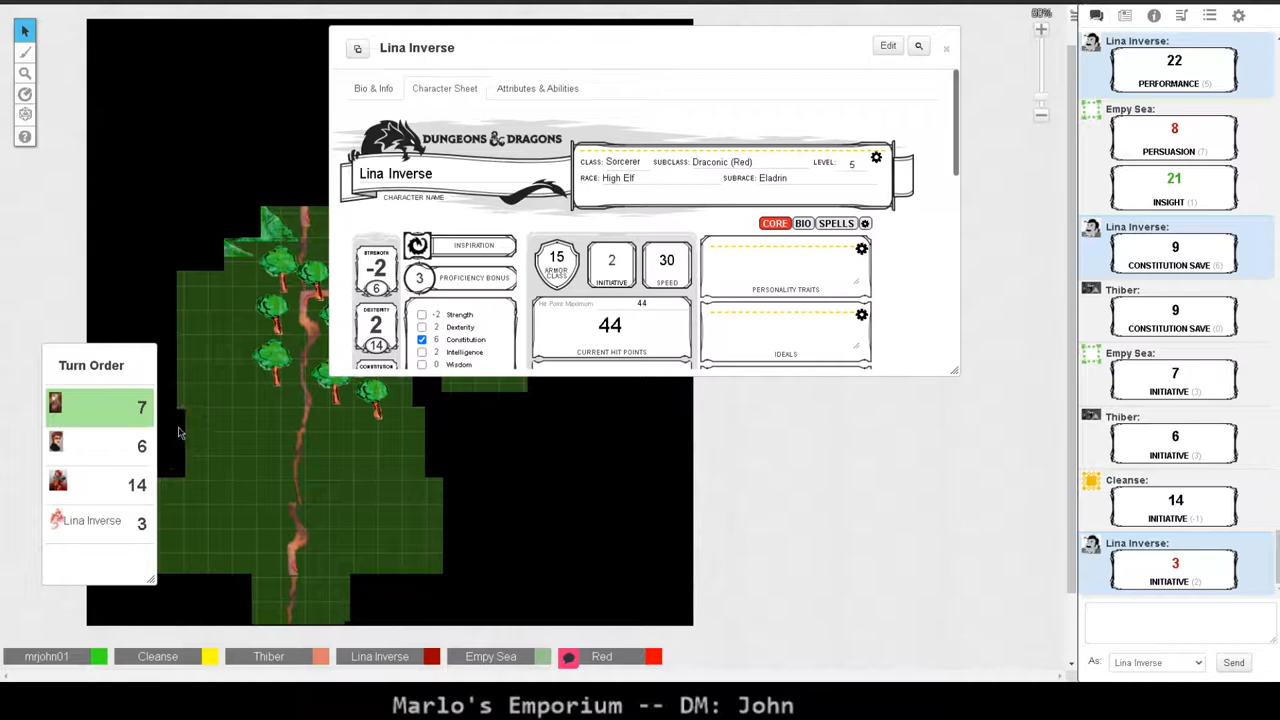 80%
Lina Inverse
Edit
Bio & Info
Character Sheet
Attributes & Abilities
DUNGEONS & DRAGONS
Lina Inverse
CHARACTER NAME
CLASS: Sorcerer SUBCLASS: Draconic (Red) LEVEL: 5
RACE: High Elf SUBRACE: Eladrin
CORE BIO SPELLS
STRENGTH
-2
6
DEXTERITY
2
14
CONSTITUTION
INSPIRATION
3 PROFICIENCY BONUS
-2 Strength
2 Dexterity
6 Constitution
2 Intelligence
0 Wisdom
15
ARMOR CLASS
2
INITIATIVE
30
SPEED
Hit Point Maximum 44
44
CURRENT HIT POINTS
PERSONALITY TRAITS
IDEALS
Turn Order
7
6
14
Lina Inverse 3
Lina Inverse:
22
PERFORMANCE (5)
Empy Sea:
8
PERSUASION (7)
21
INSIGHT (1)
Lina Inverse:
9
CONSTITUTION SAVE (6)
Thiber:
9
CONSTITUTION SAVE (0)
Empy Sea:
7
INITIATIVE (3)
Thiber:
6
INITIATIVE (3)
Cleanse:
14
INITIATIVE (-1)
Lina Inverse:
3
INITIATIVE (2)
As: Lina Inverse Send
mrjohn01 Cleanse Thiber Lina Inverse Empy Sea Red
Marlo's Emporium -- DM: John